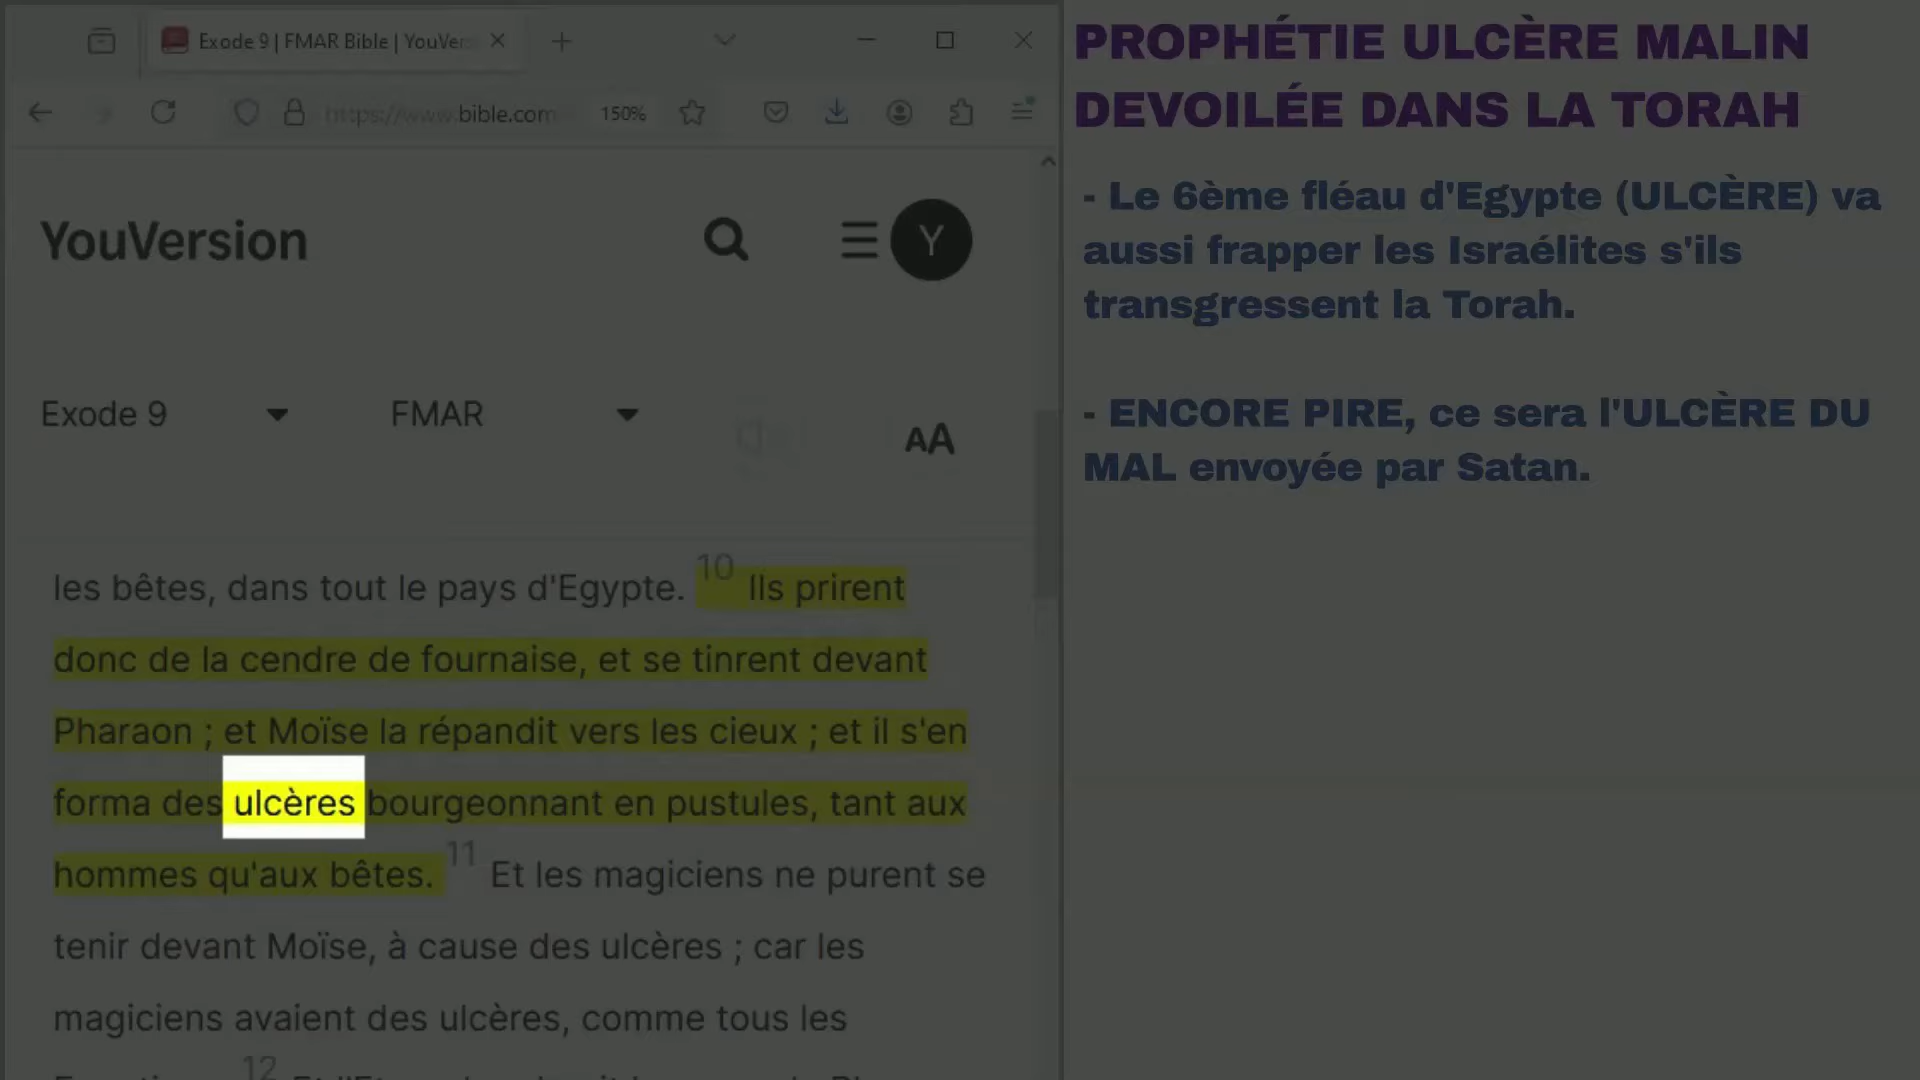 Exode 9 | FMAR Bible | YouVers
https://www.bible.com
150%
YouVersion
Y
Exode 9
FMAR
AA
les bêtes, dans tout le pays d'Egypte. 10 Ils prirent
donc de la cendre de fournaise, et se tinrent devant
Pharaon ; et Moïse la répandit vers les cieux ; et il s'en
forma des ulcères bourgeonnant en pustules, tant aux
hommes qu'aux bêtes. 11 Et les magiciens ne purent se
tenir devant Moïse, à cause des ulcères ; car les
magiciens avaient des ulcères, comme tous les
12
PROPHÉTIE ULCÈRE MALIN
DEVOILÉE DANS LA TORAH
- Le 6ème fléau d'Egypte (ULCÈRE) va
aussi frapper les Israélites s'ils
transgressent la Torah.
- ENCORE PIRE, ce sera l'ULCÈRE DU
MAL envoyée par Satan.